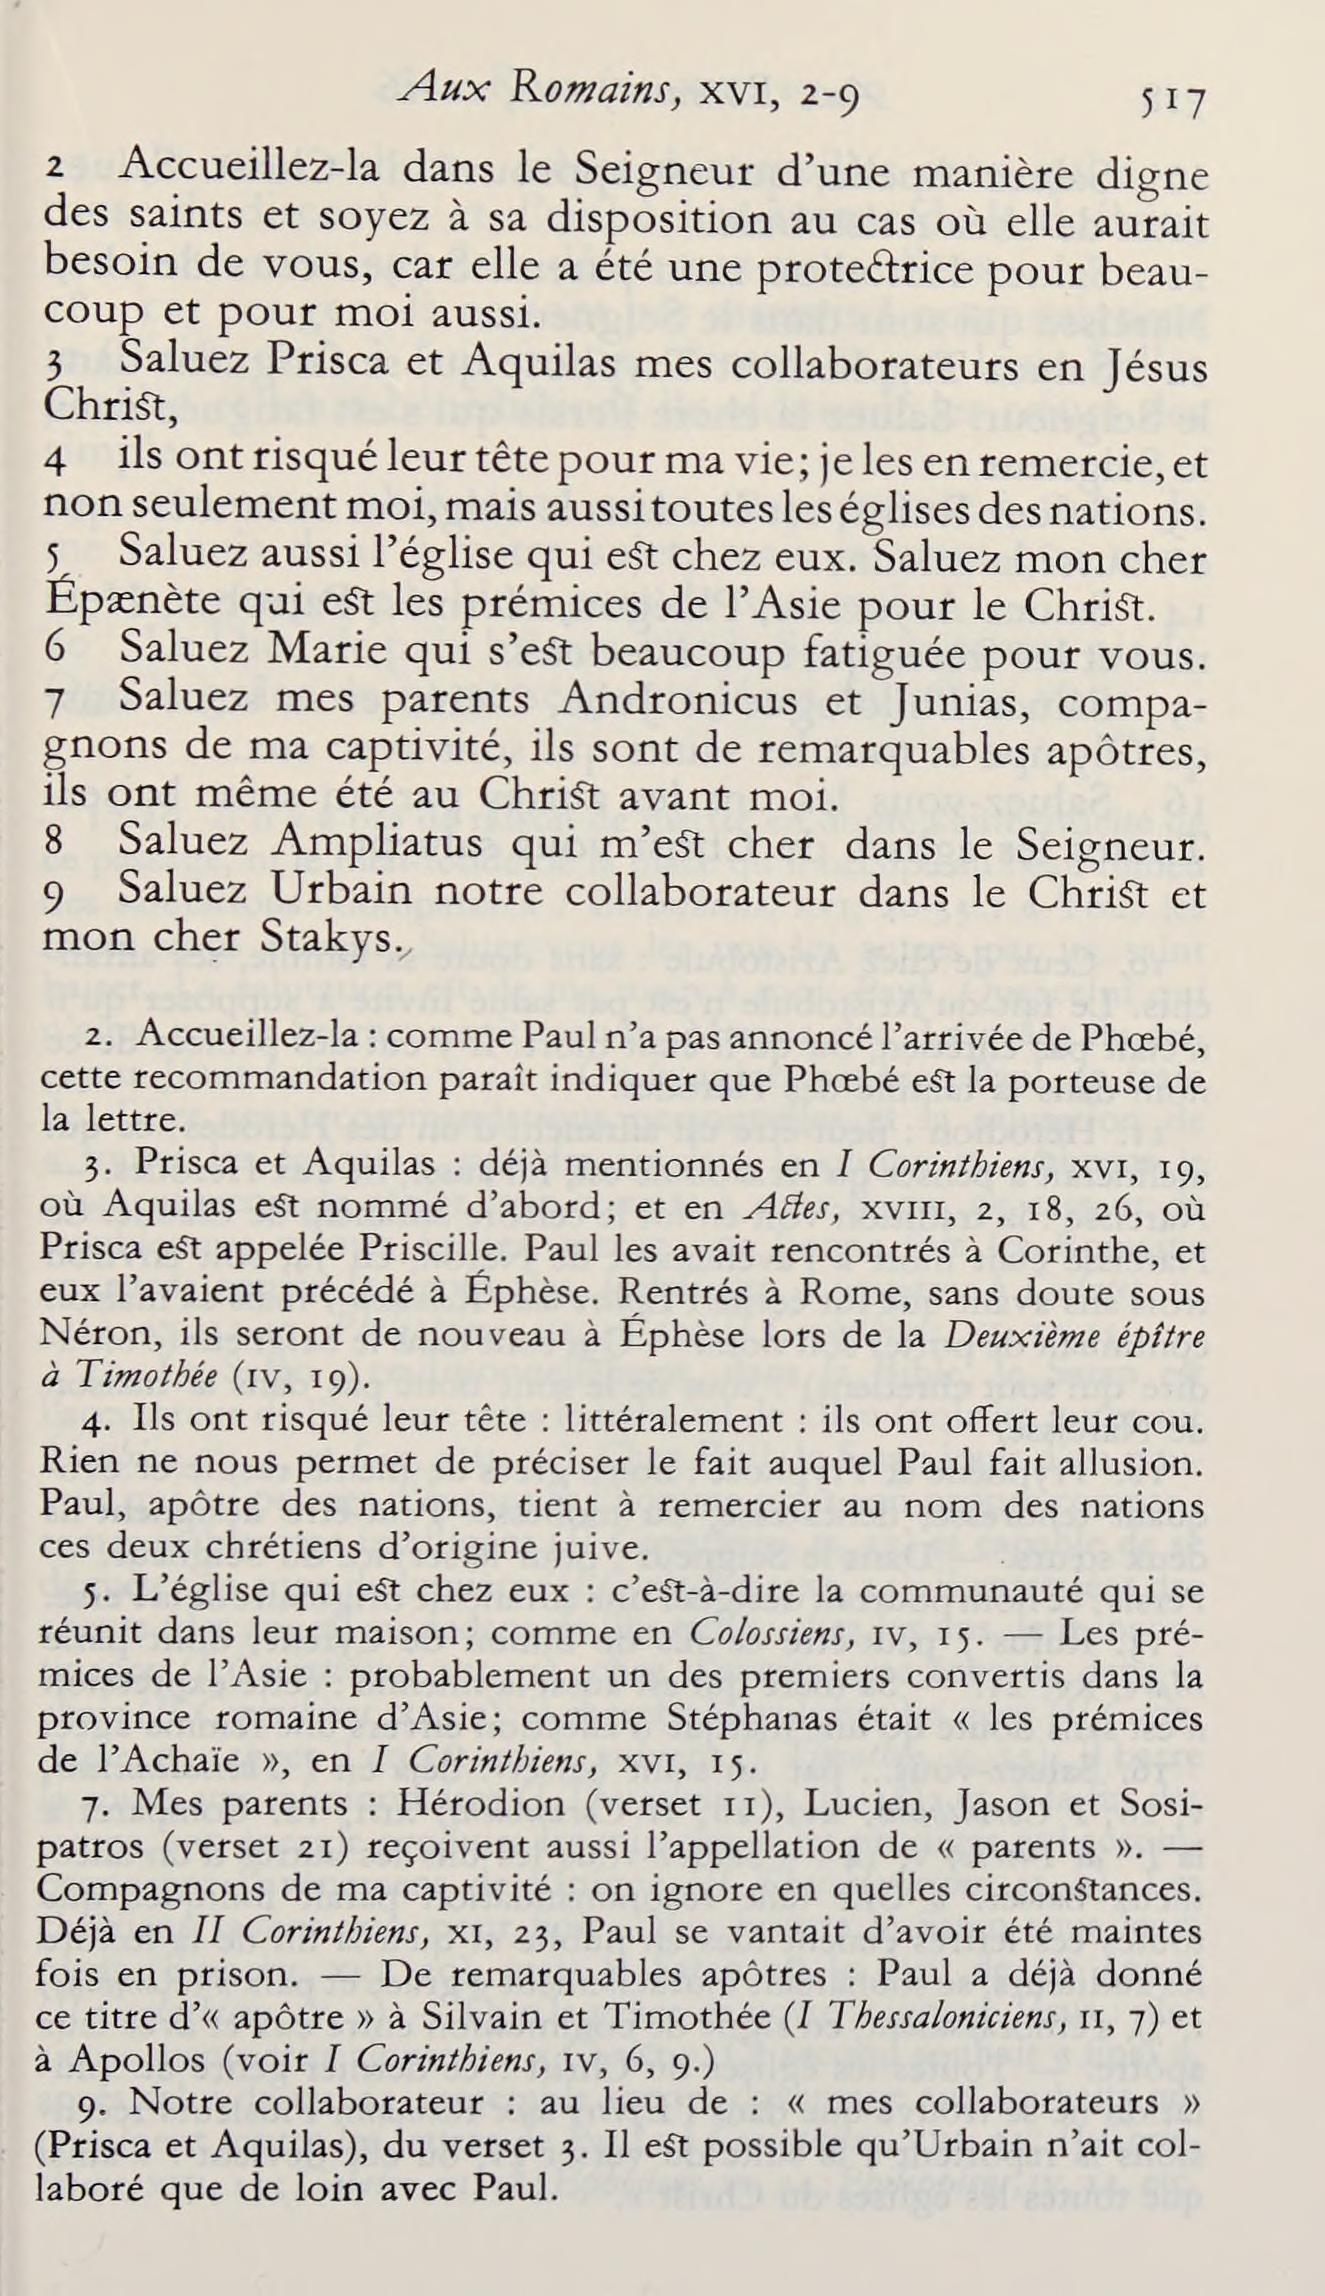 Aux Romains, XVI, 2-9 517
2 Accueillez-la dans le Seigneur d’une manière digne
des saints et soyez à sa disposition au cas où elle aurait
besoin de vous, car elle a été une protectrice pour beau-
coup et pour moi aussi.
3 Saluez Prisca et Aquilas mes collaborateurs en Jésus
Christ,
4 ils ont risqué leur tête pour ma vie; je les en remercie, et
non seulement moi, mais aussi toutes les églises des nations.
5 Saluez aussi l’église qui est chez eux. Saluez mon cher
Épænète qui est les prémices de l’Asie pour le Christ.
6 Saluez Marie qui s’est beaucoup fatiguée pour vous.
7 Saluez mes parents Andronicus et Junias, compa-
gnons de ma captivité, ils sont de remarquables apôtres,
ils ont même été au Christ avant moi.
8 Saluez Ampliatus qui m’est cher dans le Seigneur.
9 Saluez Urbain notre collaborateur dans le Christ et
mon cher Stakys.
2. Accueillez-la : comme Paul n’a pas annoncé l’arrivée de Phœbé,
cette recommandation paraît indiquer que Phœbé est la porteuse de
la lettre.
3. Prisca et Aquilas : déjà mentionnés en I Corinthiens, XVI, 19,
où Aquilas est nommé d’abord; et en Actes, XVIII, 2, 18, 26, où
Prisca est appelée Priscille. Paul les avait rencontrés à Corinthe, et
eux l’avaient précédé à Éphèse. Rentrés à Rome, sans doute sous
Néron, ils seront de nouveau à Éphèse lors de la Deuxième épître
à Timothée (IV, 19).
4. Ils ont risqué leur tête : littéralement : ils ont offert leur cou.
Rien ne nous permet de préciser le fait auquel Paul fait allusion.
Paul, apôtre des nations, tient à remercier au nom des nations
ces deux chrétiens d’origine juive.
5. L’église qui est chez eux : c’est-à-dire la communauté qui se
réunit dans leur maison; comme en Colossiens, IV, 15. — Les pré-
mices de l’Asie : probablement un des premiers convertis dans la
province romaine d’Asie; comme Stéphanas était « les prémices
de l’Achaïe », en I Corinthiens, XVI, 15.
7. Mes parents : Hérodion (verset 11), Lucien, Jason et Sosi-
patros (verset 21) reçoivent aussi l’appellation de « parents ». —
Compagnons de ma captivité : on ignore en quelles circonstances.
Déjà en II Corinthiens, XI, 23, Paul se vantait d’avoir été maintes
fois en prison. — De remarquables apôtres : Paul a déjà donné
ce titre d’« apôtre » à Silvain et Timothée (I Thessaloniciens, II, 7) et
à Apollos (voir I Corinthiens, IV, 6, 9.)
9. Notre collaborateur : au lieu de : « mes collaborateurs »
(Prisca et Aquilas), du verset 3. Il est possible qu’Urbain n’ait col-
laboré que de loin avec Paul.